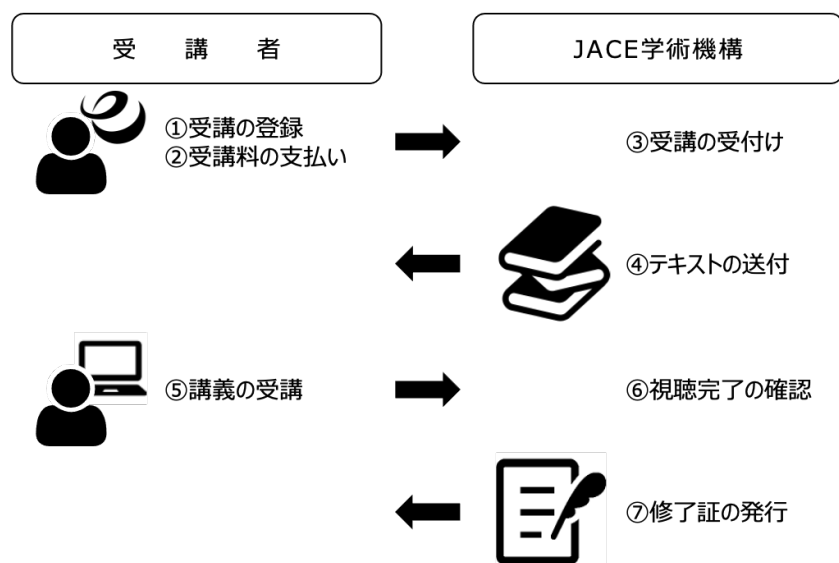 受　講　者
JACE学術機構
①受講の登録
②受講料の支払い
③受講の受付け
④テキストの送付
⑤講義の受講
⑥視聴完了の確認
⑦修了証の発行